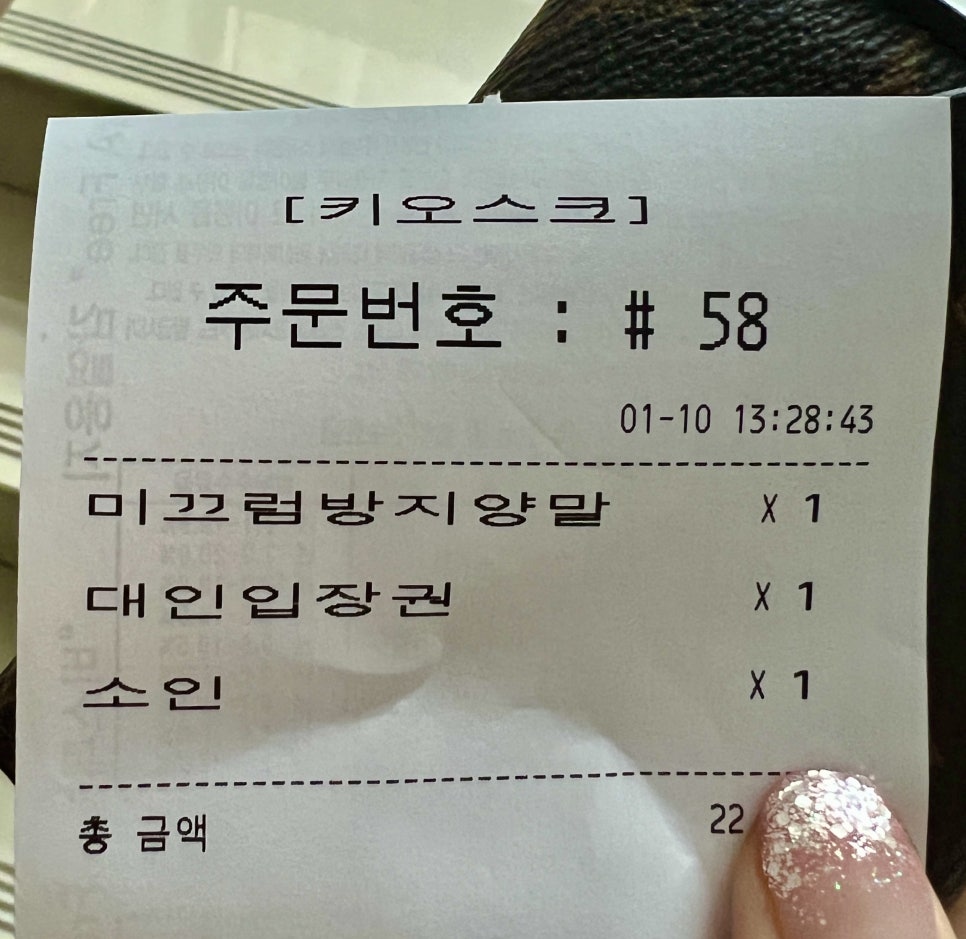 [키오스크]
주문번호 : # 58
01-10 13:28:43
미끄럼방지양말 X 1
대인입장권 X 1
소인 X 1
총 금액 22